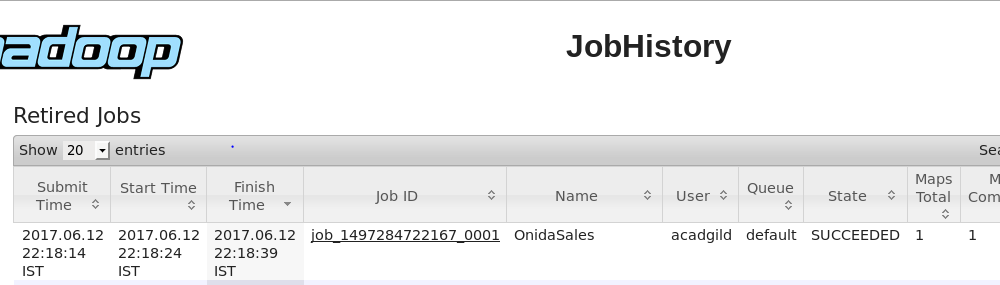 adoop
JobHistory
Retired Jobs
Show 20 entries
Submit Time Start Time Finish Time Job ID Name User Queue State Maps Total
2017.06.12 22:18:14 IST 2017.06.12 22:18:24 IST 2017.06.12 22:18:39 IST job_1497284722167_0001 OnidaSales acadgild default SUCCEEDED 1 1